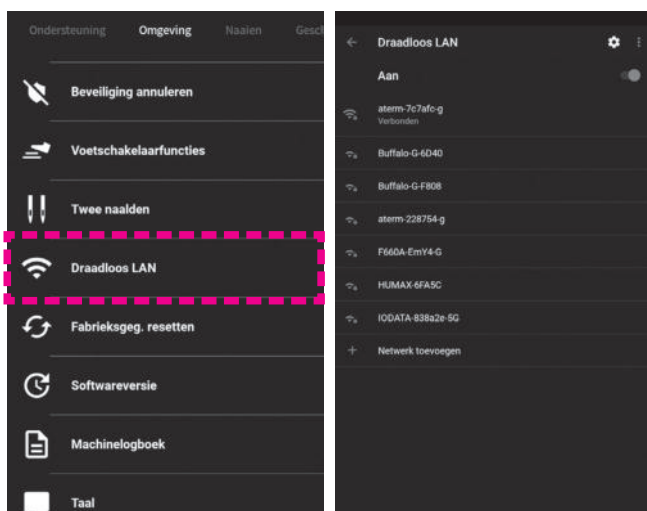 Ondersteuning Omgeving Naaien
Beveiliging annuleren
Voetschakelaarfuncties
Twee naalden
Draadloos LAN
Fabrieksgeg. resetten
Softwareversie
Machinelogboek
Taal
Draadloos LAN
Aan
aterm-7c7afc-g
Verbonden
Buffalo-G-6D40
Buffalo-G-F808
aterm-228754-g
F660A-EmY4-G
HUMAX-6FA5C
IODATA-838a2e-5G
Netwerk toevoegen